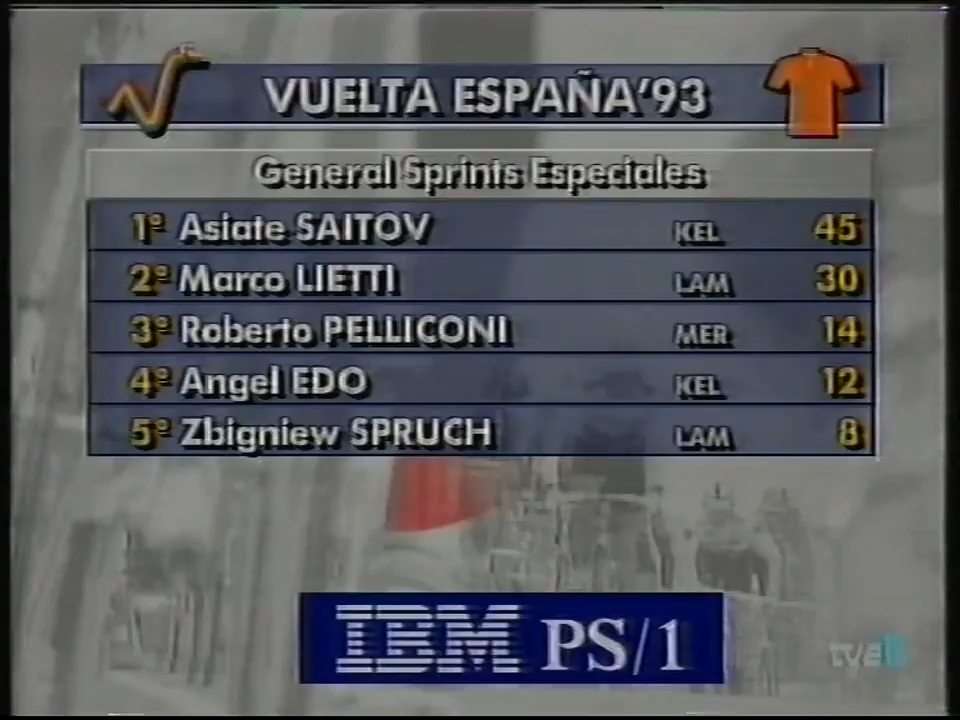 VUELTA ESPAÑA'93
General Sprints Especiales
1º Asiate SAITOV KEL 45
2º Marco LIETTI LAM 30
3º Roberto PELLICONI MER 14
4º Angel EDO KEL 12
5º Zbigniew SPRUCH LAM 8
IBM PS/1
tve